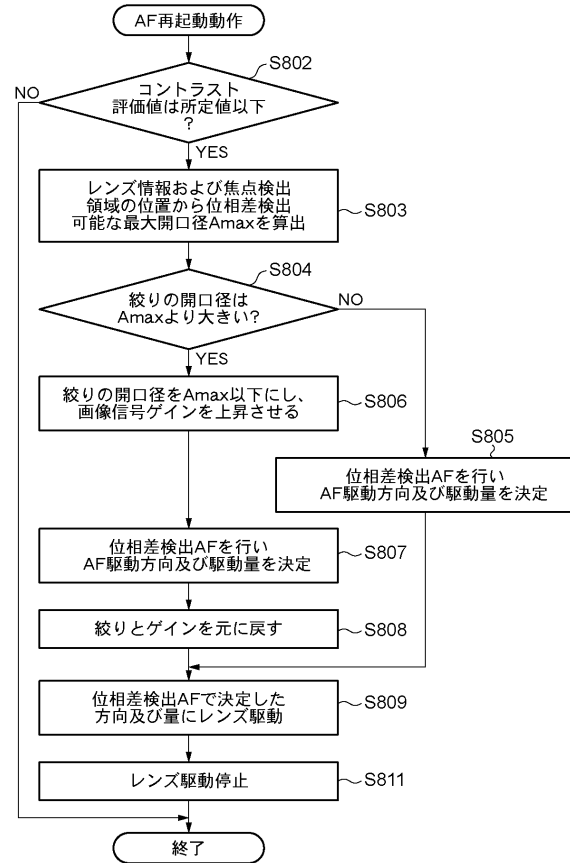 AF再起動動作
S802
コントラスト
評価値は所定値以下
?
NO
YES
レンズ情報および焦点検出
領域の位置から位相差検出
可能な最大開口径Amaxを算出
S803
S804
絞りの開口径は
Amaxより大きい?
NO
YES
絞りの開口径をAmax以下にし、
画像信号ゲインを上昇させる
S806
S805
位相差検出AFを行い
AF駆動方向及び駆動量を決定
位相差検出AFを行い
AF駆動方向及び駆動量を決定
S807
絞りとゲインを元に戻す
S808
位相差検出AFで決定した
方向及び量にレンズ駆動
S809
レンズ駆動停止
S811
終了